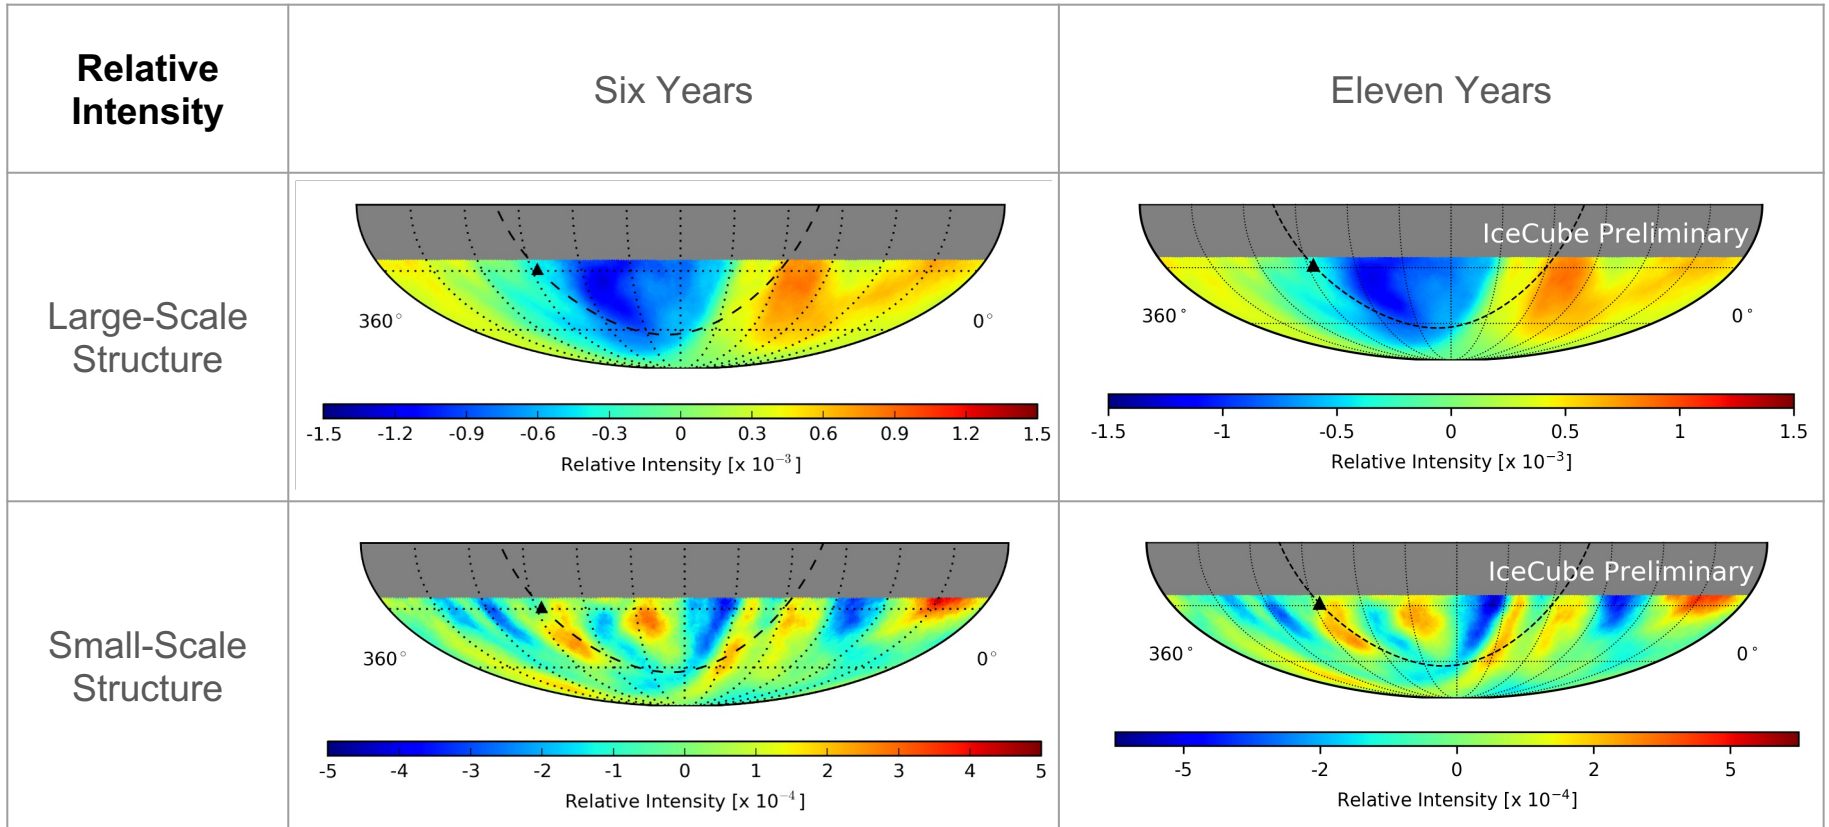 Relative
Intensity
Six Years
Eleven Years
Large-Scale
Structure
360°
0°
-1.5 -1.2 -0.9 -0.6 -0.3 0 0.3 0.6 0.9 1.2 1.5
Relative Intensity [x 10⁻³]
IceCube Preliminary
360°
0°
-1.5 -1 -0.5 0 0.5 1 1.5
Relative Intensity [x 10⁻³]
Small-Scale
Structure
360°
0°
-5 -4 -3 -2 -1 0 1 2 3 4 5
Relative Intensity [x 10⁻⁴]
IceCube Preliminary
360°
0°
-5 -2 0 2 5
Relative Intensity [x 10⁻⁴]